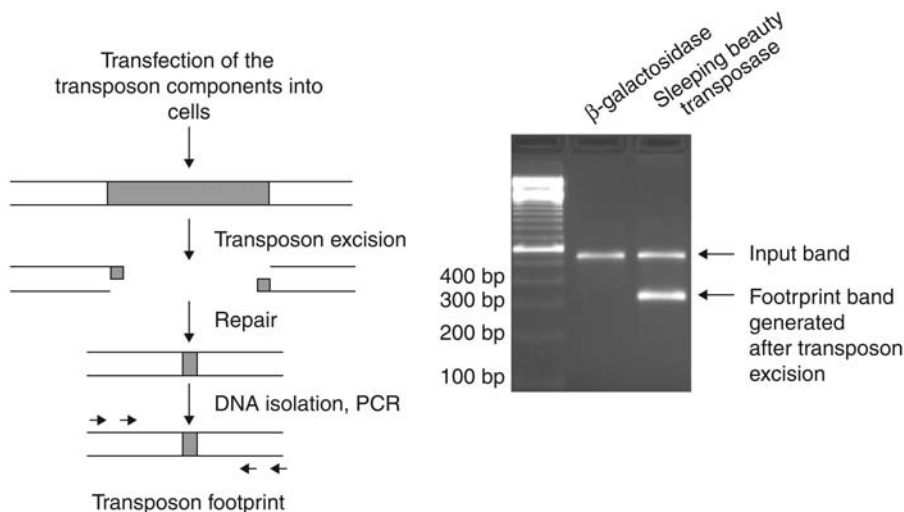 Transfection of the
transposon components into
cells
Transposon excision
Repair
DNA isolation, PCR
Transposon footprint
β-galactosidase
Sleeping beauty
transposase
400 bp
300 bp
200 bp
100 bp
Input band
Footrprint band
generated
after transposon
excision